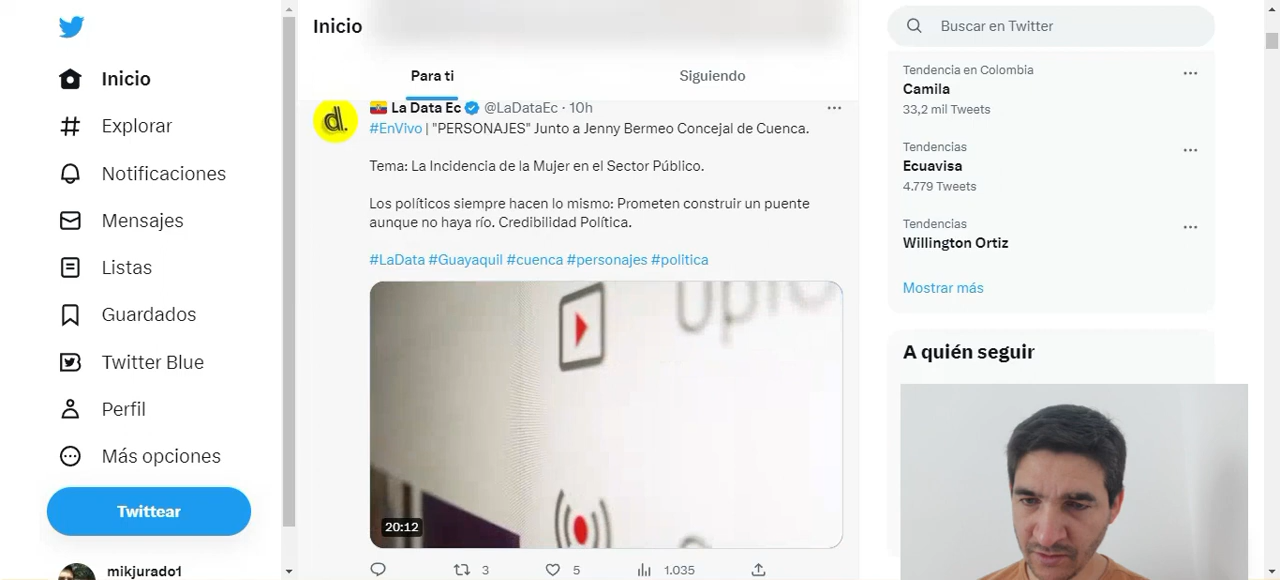 Inicio
Explorar
Notificaciones
Mensajes
Listas
Guardados
Twitter Blue
Perfil
Más opciones
Twittear
mikjurado1
Inicio
Para ti
Siguiendo
La Data Ec @LaDataEc · 10h
#EnVivo | "PERSONAJES" Junto a Jenny Bermeo Concejal de Cuenca.
Tema: La Incidencia de la Mujer en el Sector Público.
Los políticos siempre hacen lo mismo: Prometen construir un puente
aunque no haya río. Credibilidad Política.
#LaData #Guayaquil #cuenca #personajes #politica
20:12
3
5
1.035
Buscar en Twitter
Tendencia en Colombia
Camila
33,2 mil Tweets
Tendencias
Ecuavisa
4.779 Tweets
Tendencias
Willington Ortiz
Mostrar más
A quién seguir